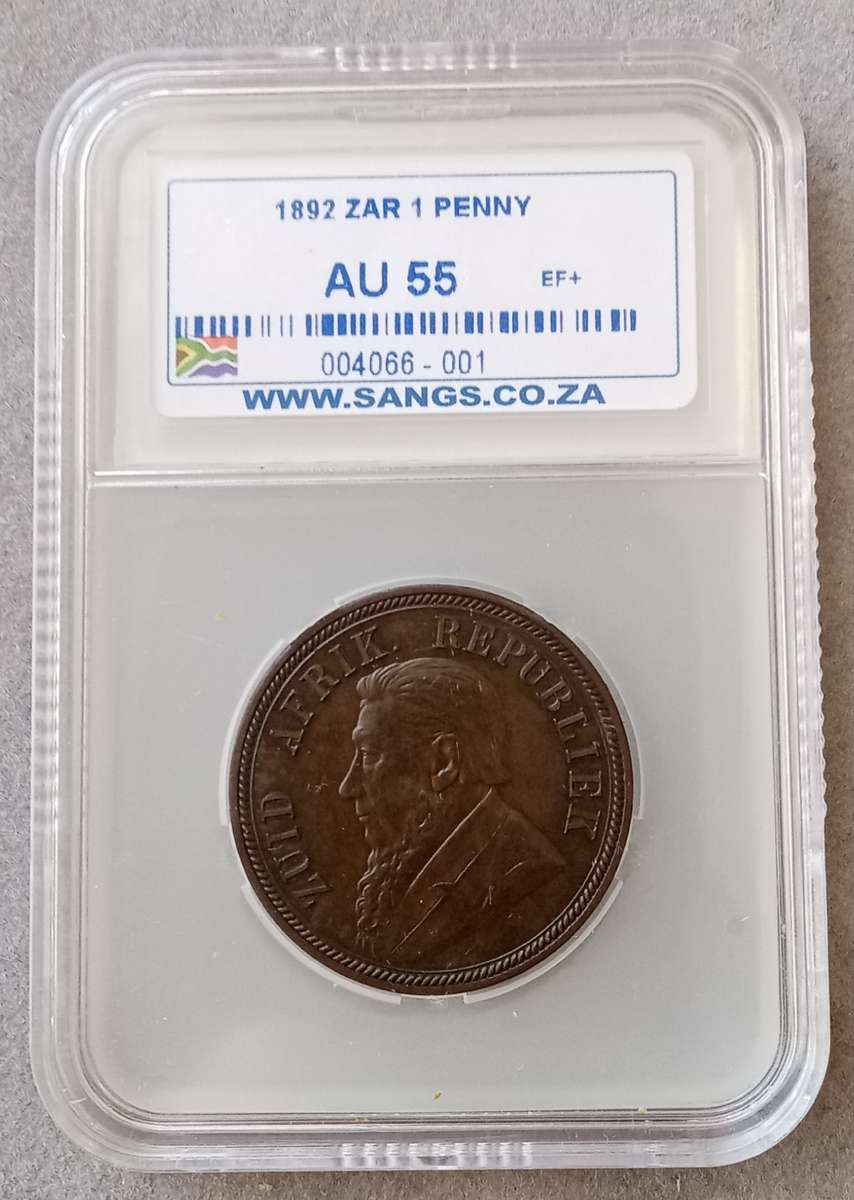 1892 ZAR 1 PENNY
AU 55 EF+
004066 - 001
WWW.SANGS.CO.ZA
ZUID AFRIK. REPUBLIEK